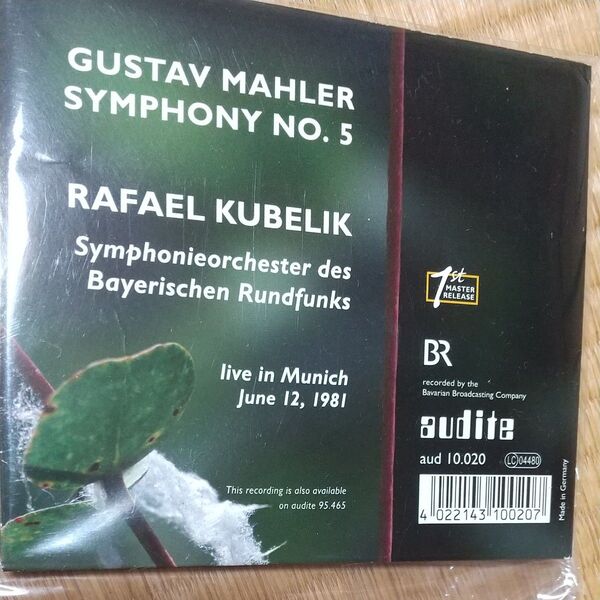 GUSTAV MAHLER
SYMPHONY NO. 5
RAFAEL KUBELIK
Symphonieorchester des
Bayerischen Rundfunks
live in Munich
June 12, 1981
This recording is also available
on audite 95.465
1st
MASTER
RELEASE
BR
recorded by the
Bavarian Broadcasting Company
audite
aud 10.020
LC 04480
4 022143 100207
Made in Germany